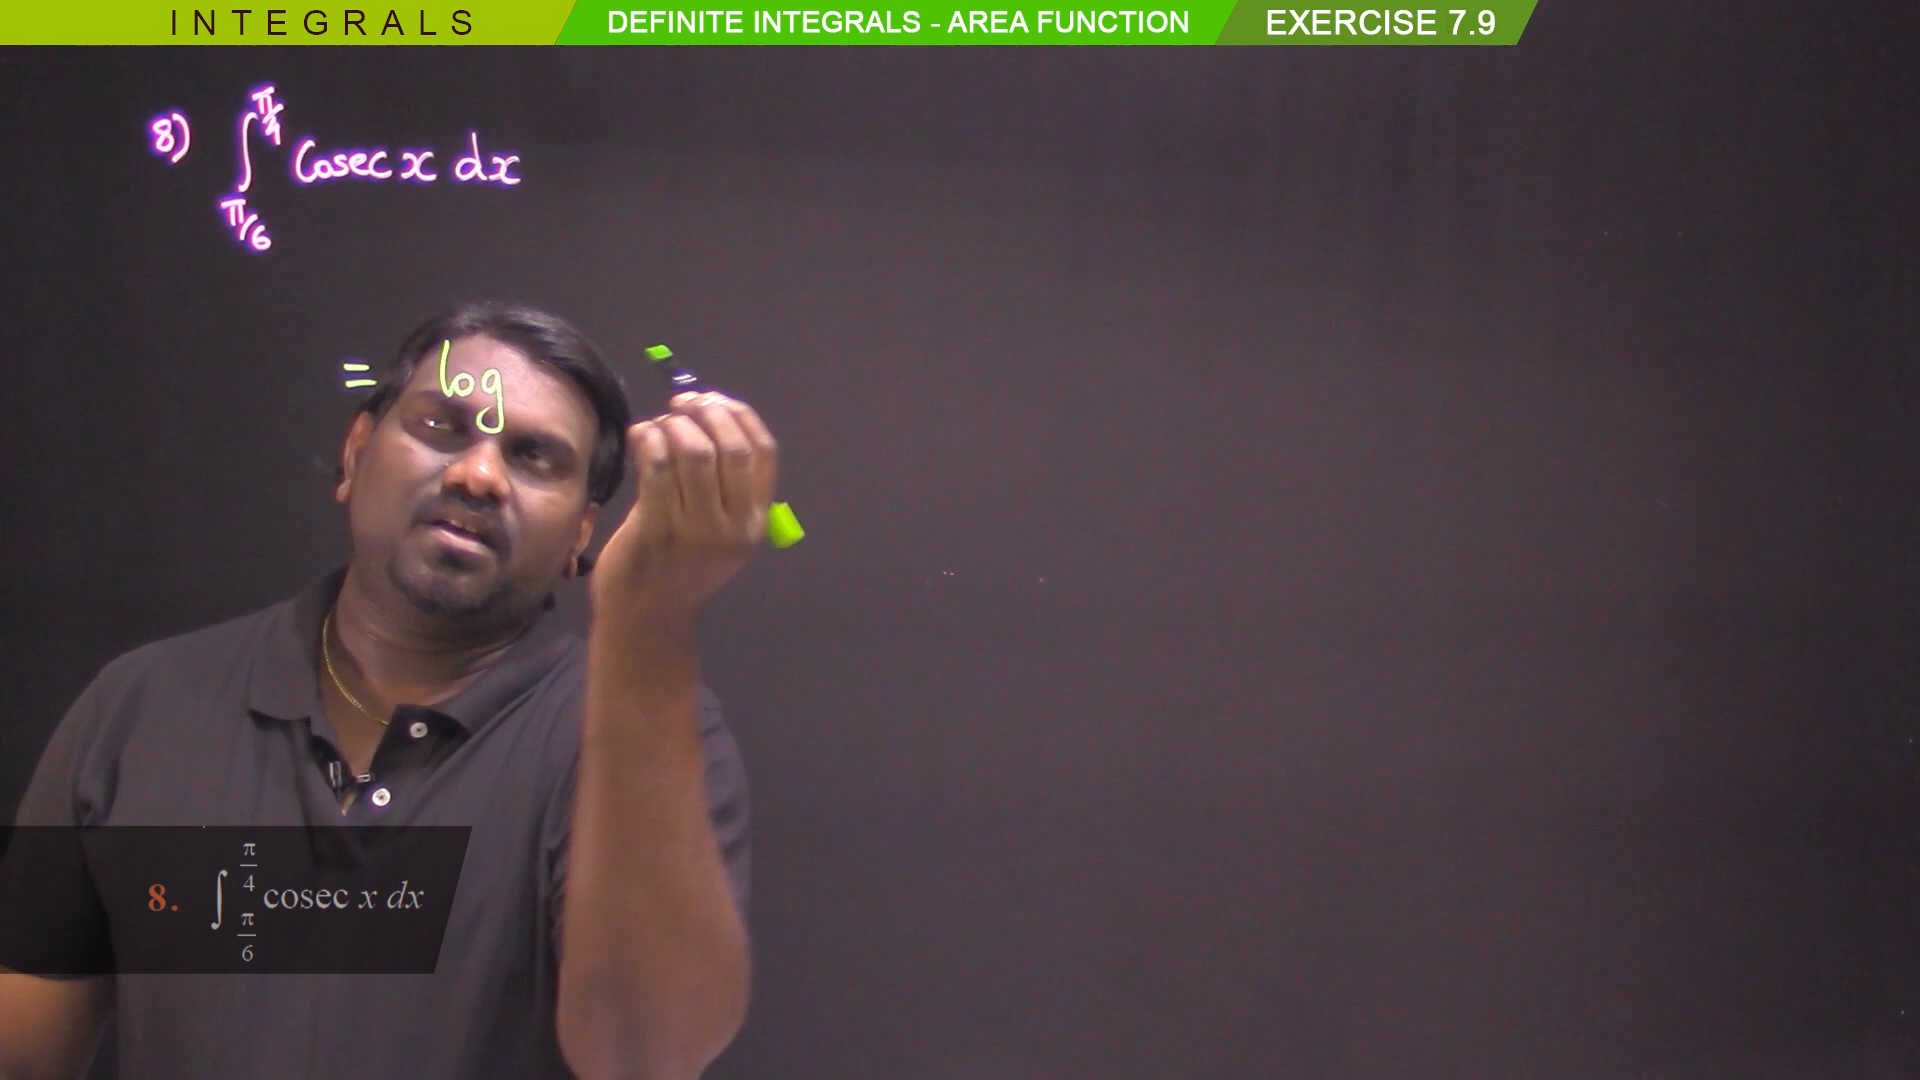 INTEGRALS DEFINITE INTEGRALS - AREA FUNCTION EXERCISE 7.9
8) ∫_{π/6}^{π/4} Cosec x dx
= log
8. ∫_{π/6}^{π/4} cosec x dx